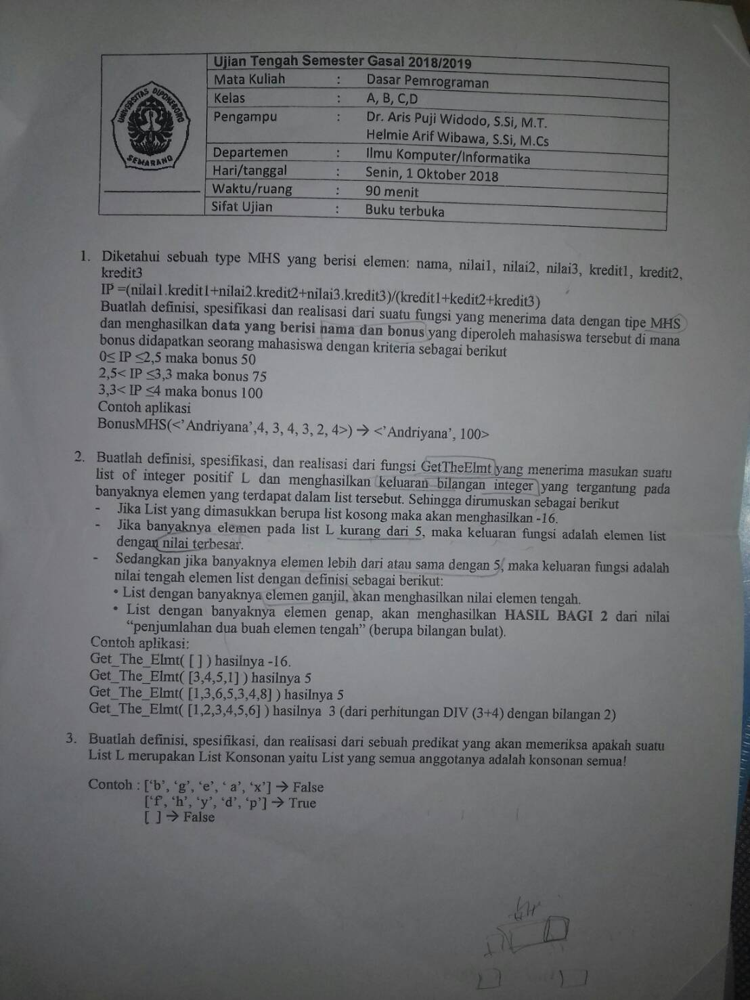 UNIVERSITAS DIPONEGORO
SEMARANG
Ujian Tengah Semester Gasal 2018/2019
Mata Kuliah : Dasar Pemrograman
Kelas : A, B, C,D
Pengampu : Dr. Aris Puji Widodo, S.Si, M.T.
Helmie Arif Wibawa, S.Si, M.Cs
Departemen : Ilmu Komputer/Informatika
Hari/tanggal : Senin, 1 Oktober 2018
Waktu/ruang : 90 menit
Sifat Ujian : Buku terbuka
1. Diketahui sebuah type MHS yang berisi elemen: nama, nilai1, nilai2, nilai3, kredit1, kredit2,
kredit3
IP =(nilai1.kredit1+nilai2.kredit2+nilai3.kredit3)/(kredit1+kedit2+kredit3)
Buatlah definisi, spesifikasi dan realisasi dari suatu fungsi yang menerima data dengan tipe MHS
dan menghasilkan data yang berisi nama dan bonus yang diperoleh mahasiswa tersebut di mana
bonus didapatkan seorang mahasiswa dengan kriteria sebagai berikut
0≤ IP ≤2,5 maka bonus 50
2,5< IP ≤3,3 maka bonus 75
3,3< IP ≤4 maka bonus 100
Contoh aplikasi
BonusMHS(<’Andriyana’,4, 3, 4, 3, 2, 4>) → <’Andriyana’, 100>
2. Buatlah definisi, spesifikasi, dan realisasi dari fungsi GetTheElmt yang menerima masukan suatu
list of integer positif L dan menghasilkan keluaran bilangan integer yang tergantung pada
banyaknya elemen yang terdapat dalam list tersebut. Sehingga dirumuskan sebagai berikut
- Jika List yang dimasukkan berupa list kosong maka akan menghasilkan -16.
- Jika banyaknya elemen pada list L kurang dari 5, maka keluaran fungsi adalah elemen list
dengan nilai terbesar.
- Sedangkan jika banyaknya elemen lebih dari atau sama dengan 5, maka keluaran fungsi adalah
nilai tengah elemen list dengan definisi sebagai berikut:
• List dengan banyaknya elemen ganjil, akan menghasilkan nilai elemen tengah.
• List dengan banyaknya elemen genap, akan menghasilkan HASIL BAGI 2 dari nilai
“penjumlahan dua buah elemen tengah” (berupa bilangan bulat).
Contoh aplikasi:
Get_The_Elmt( [ ] ) hasilnya -16.
Get_The_Elmt( [3,4,5,1] ) hasilnya 5
Get_The_Elmt( [1,3,6,5,3,4,8] ) hasilnya 5
Get_The_Elmt( [1,2,3,4,5,6] ) hasilnya 3 (dari perhitungan DIV (3+4) dengan bilangan 2)
3. Buatlah definisi, spesifikasi, dan realisasi dari sebuah predikat yang akan memeriksa apakah suatu
List L merupakan List Konsonan yaitu List yang semua anggotanya adalah konsonan semua!
Contoh : [‘b’, ‘g’, ‘e’, ‘ a’, ‘x’] → False
[‘f’, ‘h’, ‘y’, ‘d’, ‘p’] → True
[ ] → False